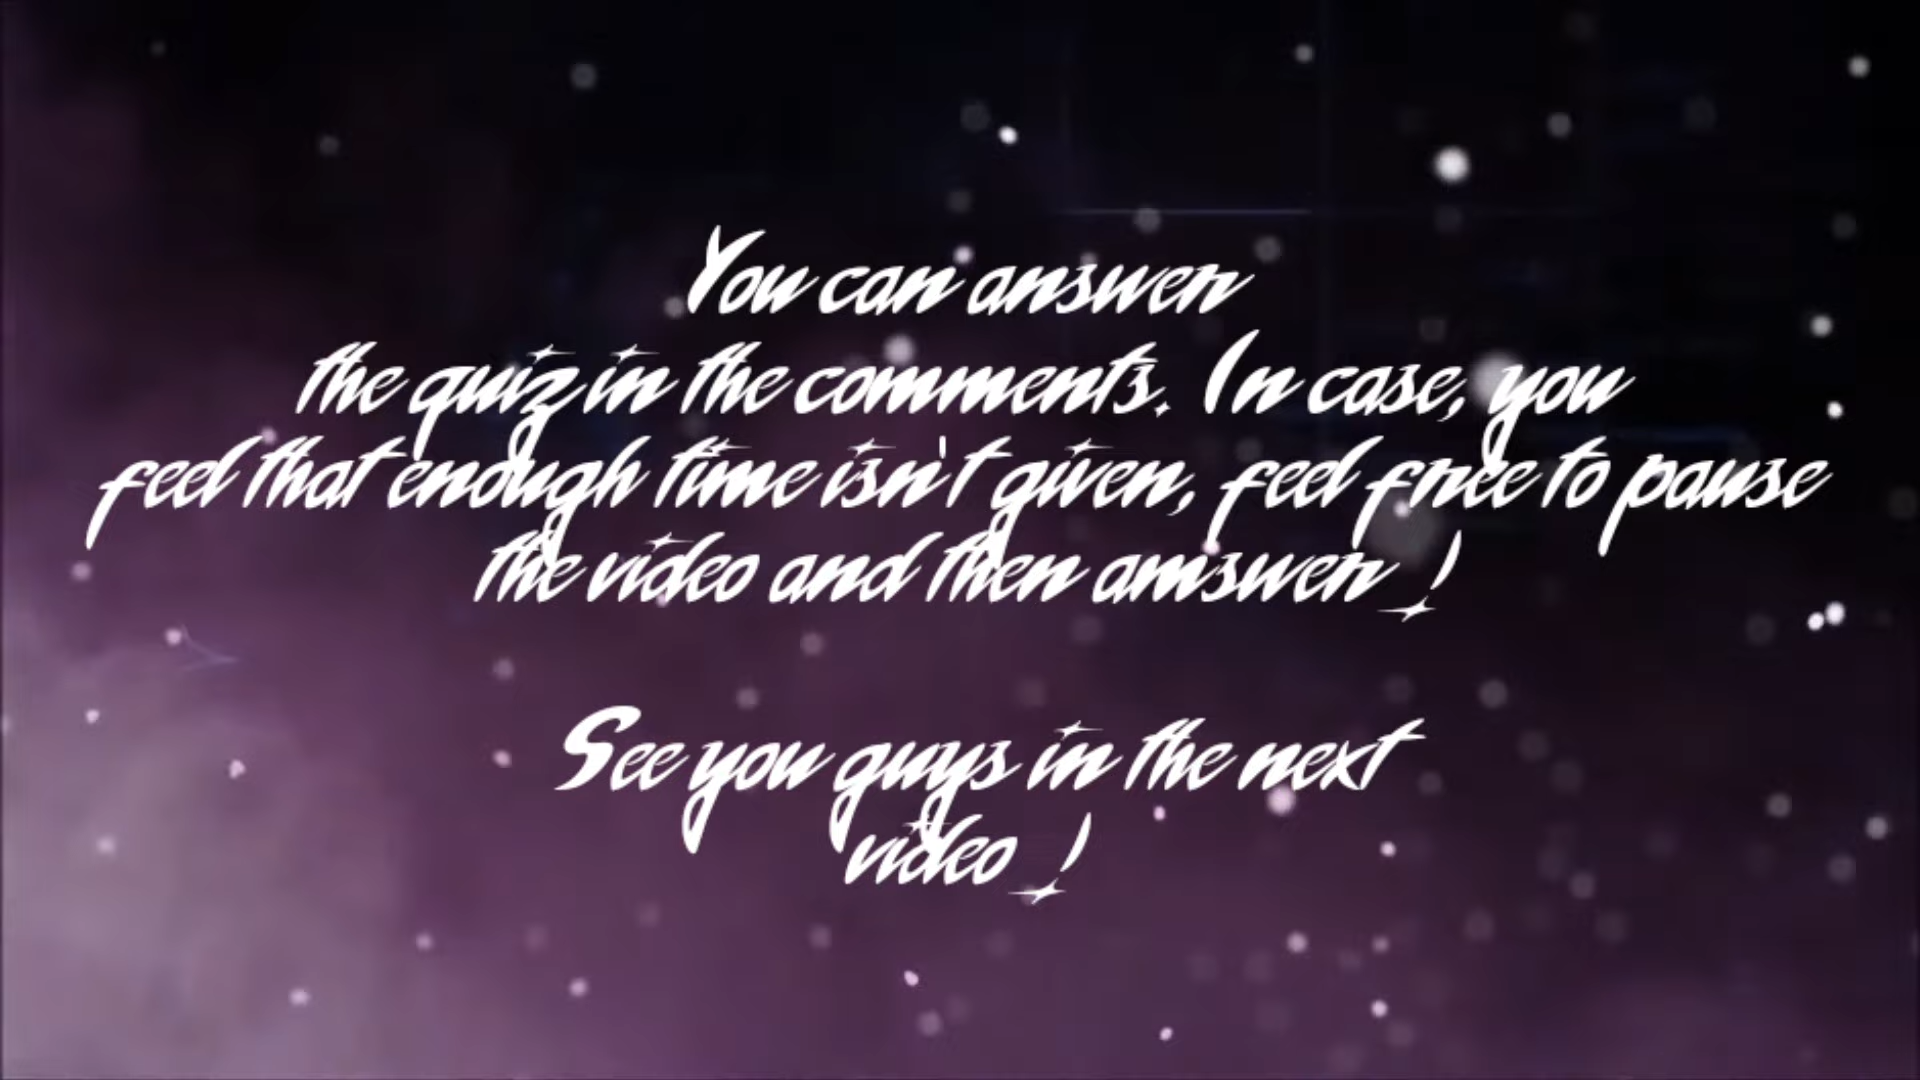 You can answer
the quiz in the comments. In case, you
feel that enough time isn't given, feel free to pause
the video and then amswer !
See you guys in the next
video !